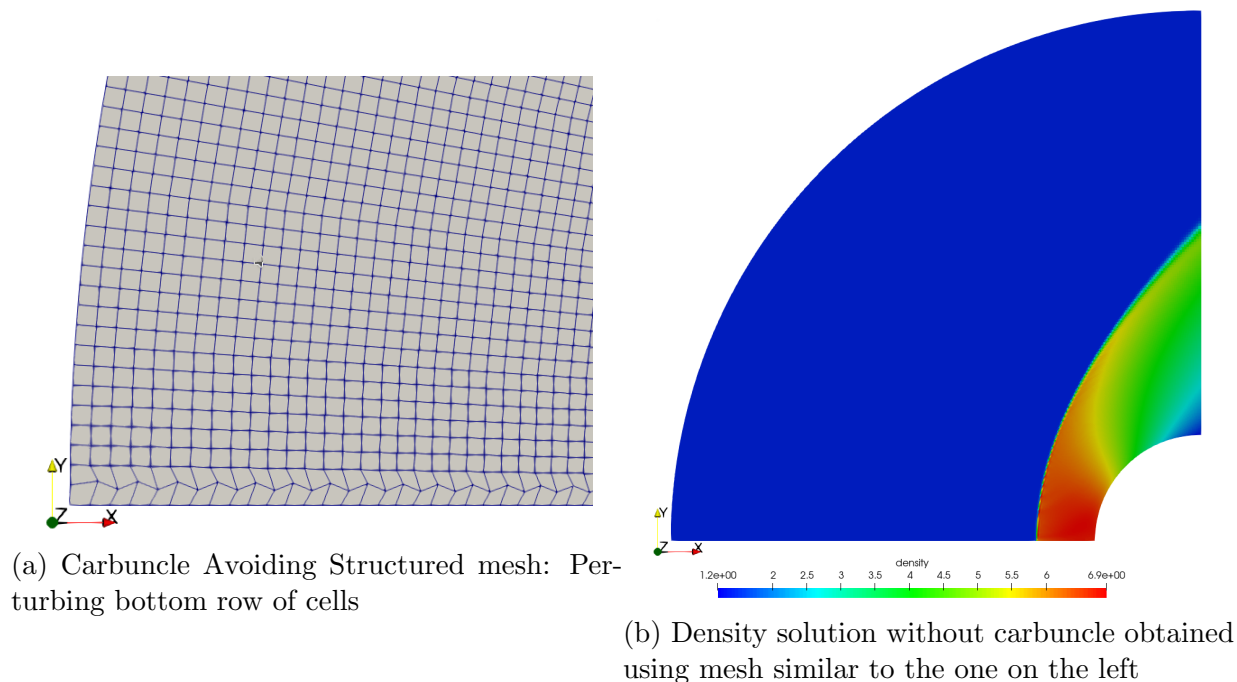 Y
Z
X
(a) Carbuncle Avoiding Structured mesh: Per-
turbing bottom row of cells
Y
Z
X
density
1.2e+00 2 2.5 3 3.5 4 4.5 5 5.5 6 6.9e+00
(b) Density solution without carbuncle obtained
using mesh similar to the one on the left